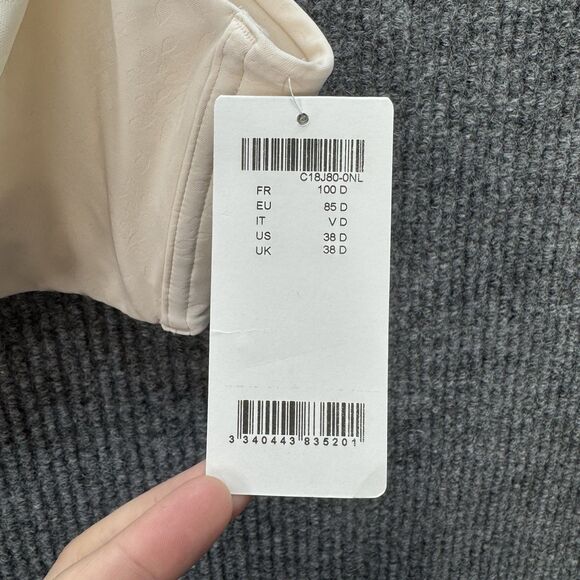 C18J80-0NL
FR 100 D
EU 85 D
IT V D
US 38 D
UK 38 D
3 340443 835201